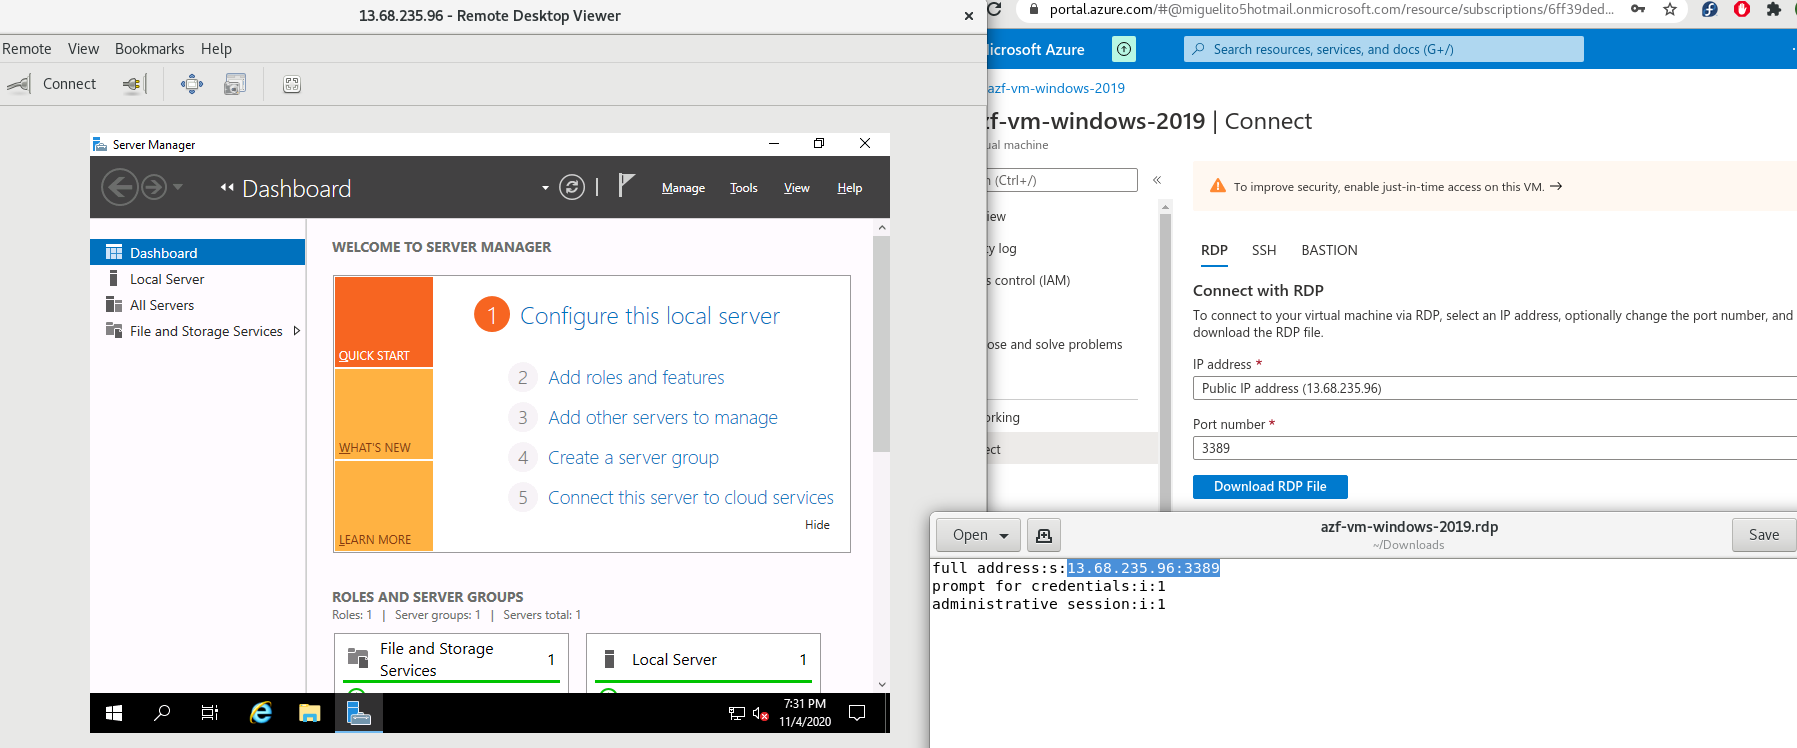 13.68.235.96 - Remote Desktop Viewer
Remote View Bookmarks Help
Connect
Server Manager
Dashboard
Manage Tools View Help
Dashboard
Local Server
All Servers
File and Storage Services
WELCOME TO SERVER MANAGER
QUICK START
WHAT'S NEW
LEARN MORE
1 Configure this local server
2 Add roles and features
3 Add other servers to manage
4 Create a server group
5 Connect this server to cloud services
Hide
ROLES AND SERVER GROUPS
Roles: 1 | Server groups: 1 | Servers total: 1
File and Storage
Services
1
Local Server 1
7:31 PM
11/4/2020
portal.azure.com/#@miguelito5hotmail.onmicrosoft.com/resource/subscriptions/6ff39ded...
icrosoft Azure
Search resources, services, and docs (G+/)
azf-vm-windows-2019
zf-vm-windows-2019 | Connect
ual machine
(Ctrl+/)
iew
y log
s control (IAM)
ose and solve problems
orking
ect
To improve security, enable just-in-time access on this VM. →
RDP SSH BASTION
Connect with RDP
To connect to your virtual machine via RDP, select an IP address, optionally change the port number, and
download the RDP file.
IP address *
Public IP address (13.68.235.96)
Port number *
3389
Download RDP File
Open
azf-vm-windows-2019.rdp
~/Downloads
Save
full address:s:13.68.235.96:3389
prompt for credentials:i:1
administrative session:i:1